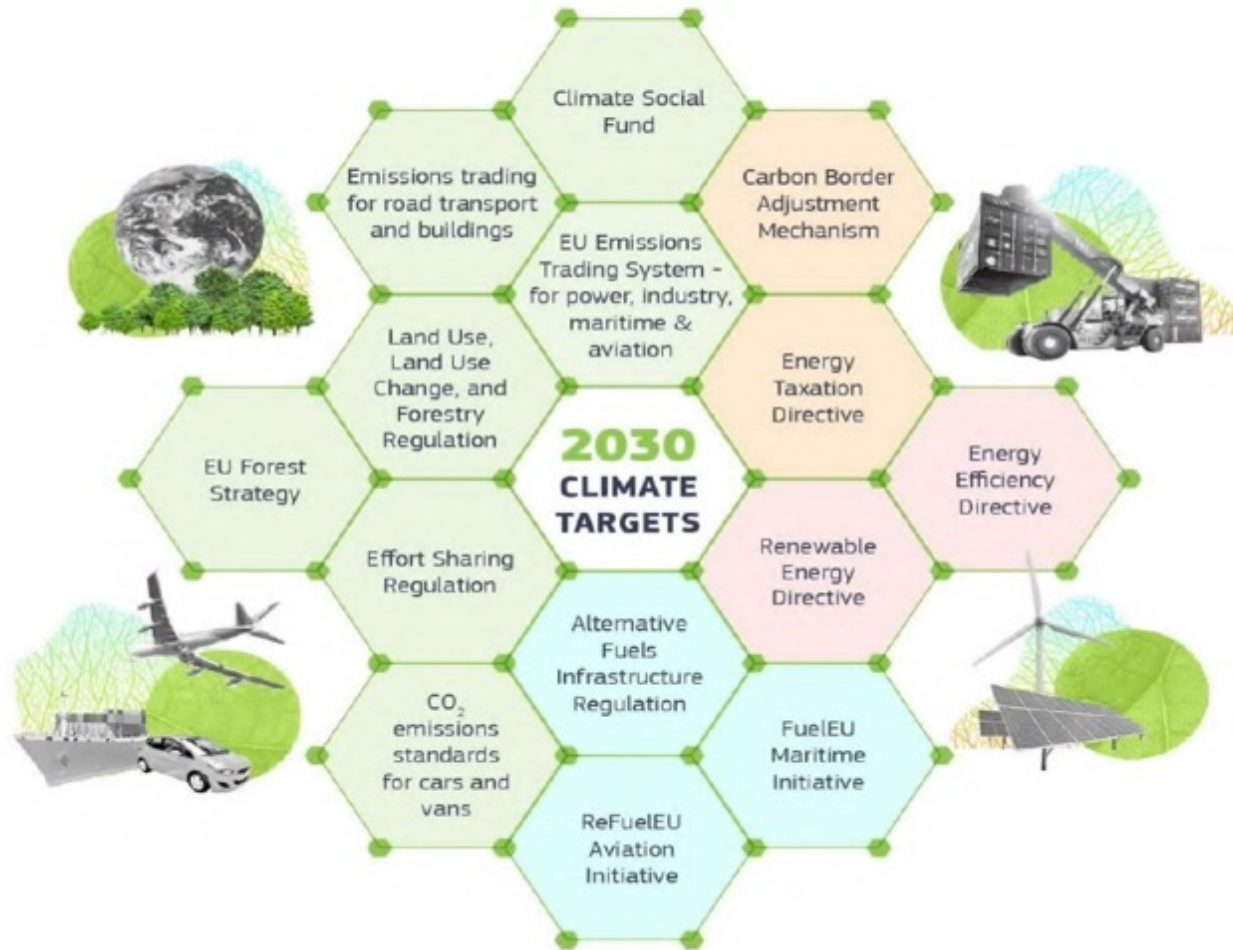 Climate Social
Fund
Emissions trading
for road transport
and buildings
Carbon Border
Adjustment
Mechanism
EU Emissions
Trading System -
for power, industry,
maritime &
aviation
Land Use,
Land Use
Change, and
Forestry
Regulation
Energy
Taxation
Directive
EU Forest
Strategy
2030
CLIMATE
TARGETS
Energy
Efficiency
Directive
Effort Sharing
Regulation
Renewable
Energy
Directive
Alternative
Fuels
Infrastructure
Regulation
CO₂
emissions
standards
for cars and
vans
FuelEU
Maritime
Initiative
ReFuelEU
Aviation
Initiative